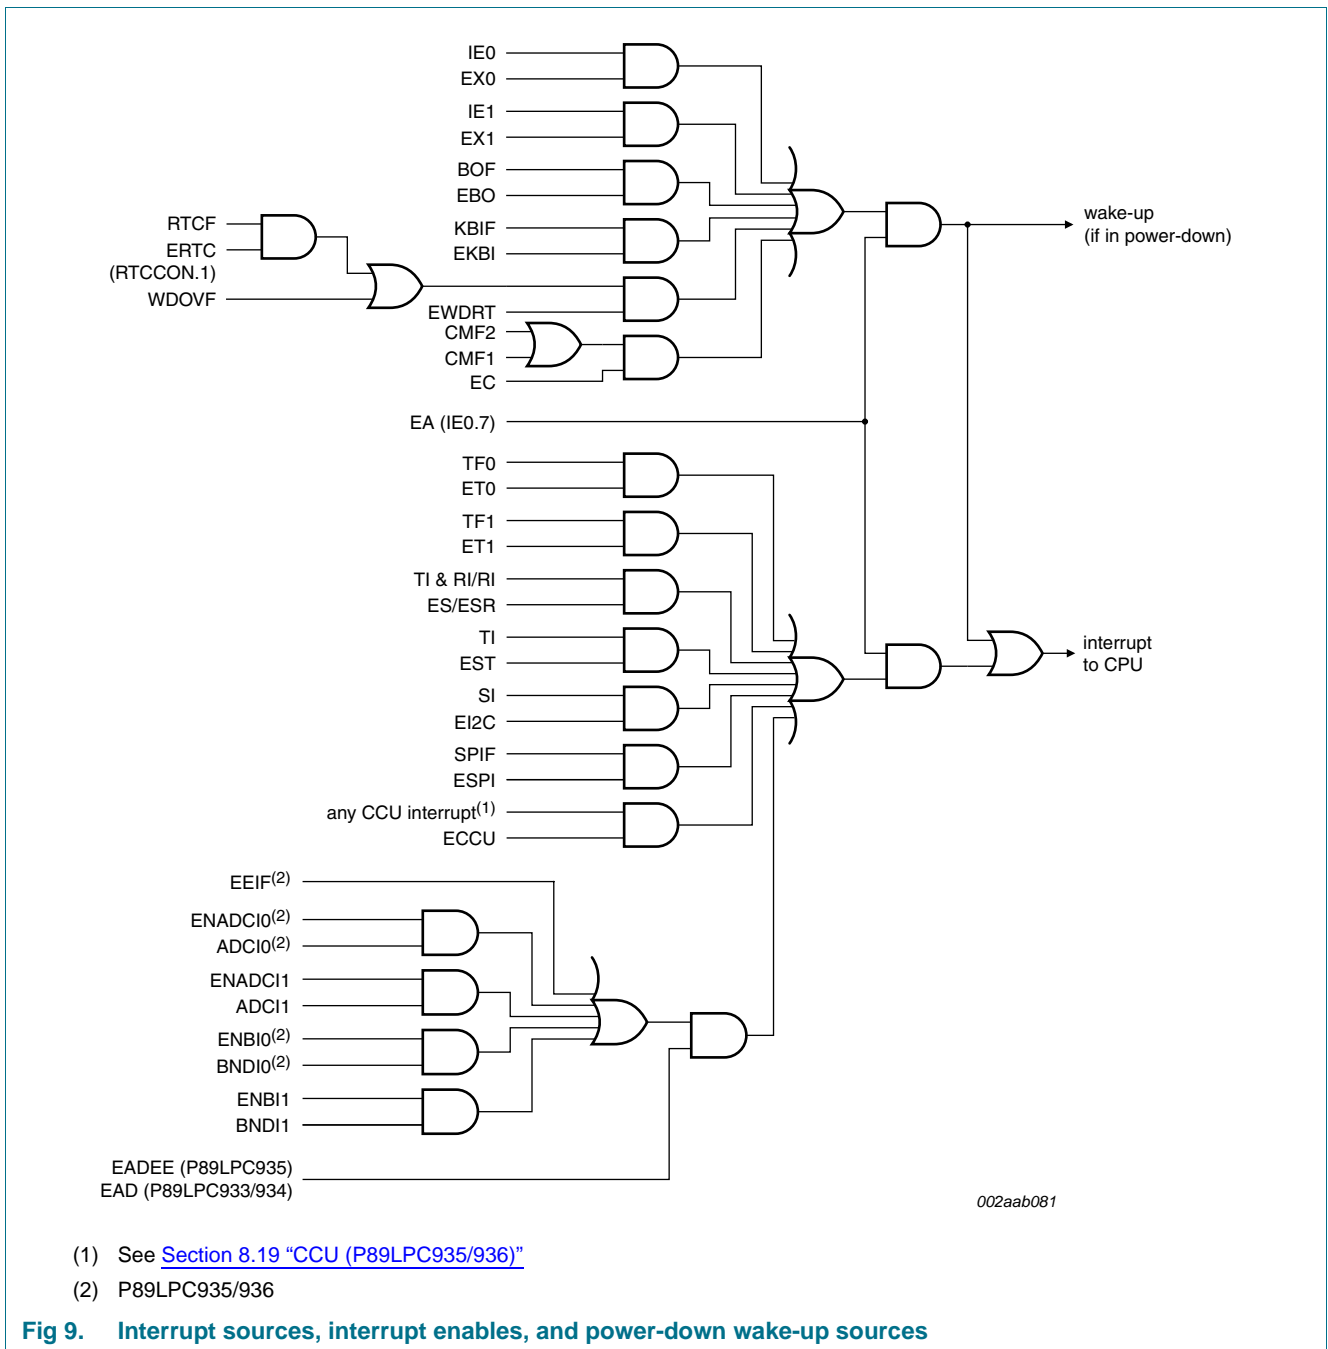 IE0
EX0
IE1
EX1
BOF
EBO
RTCF
KBIF
ERTC
EKBI
(RTCCON.1)
WDOVF
EWDRT
CMF2
CMF1
EC
wake-up
(if in power-down)
EA (IE0.7)
TF0
ET0
TF1
ET1
TI & RI/RI
ES/ESR
TI
EST
interrupt
to CPU
SI
EI2C
SPIF
ESPI
any CCU interrupt(1)
ECCU
EEIF(2)
ENADCI0(2)
ADCI0(2)
ENADCI1
ADCI1
ENBI0(2)
BNDI0(2)
ENBI1
BNDI1
EADEE (P89LPC935)
EAD (P89LPC933/934)
002aab081
(1) See Section 8.19 “CCU (P89LPC935/936)”
(2) P89LPC935/936
Fig 9. Interrupt sources, interrupt enables, and power-down wake-up sources